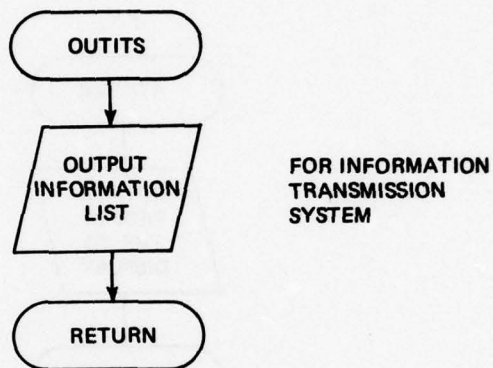 OUTITS
OUTPUT
INFORMATION
LIST
FOR INFORMATION
TRANSMISSION
SYSTEM
RETURN